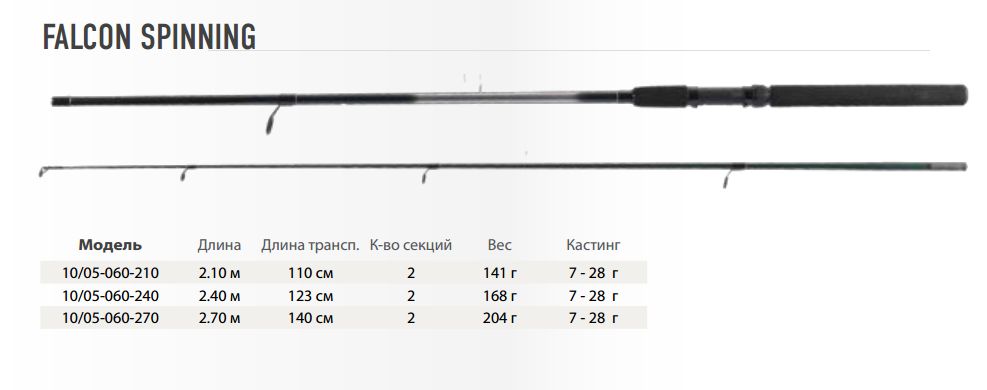 FALCON SPINNING
Модель Длина Длина трансп. К-во секций Вес Кастинг
10/05-060-210 2.10 м 110 см 2 141 г 7 - 28 г
10/05-060-240 2.40 м 123 см 2 168 г 7 - 28 г
10/05-060-270 2.70 м 140 см 2 204 г 7 - 28 г